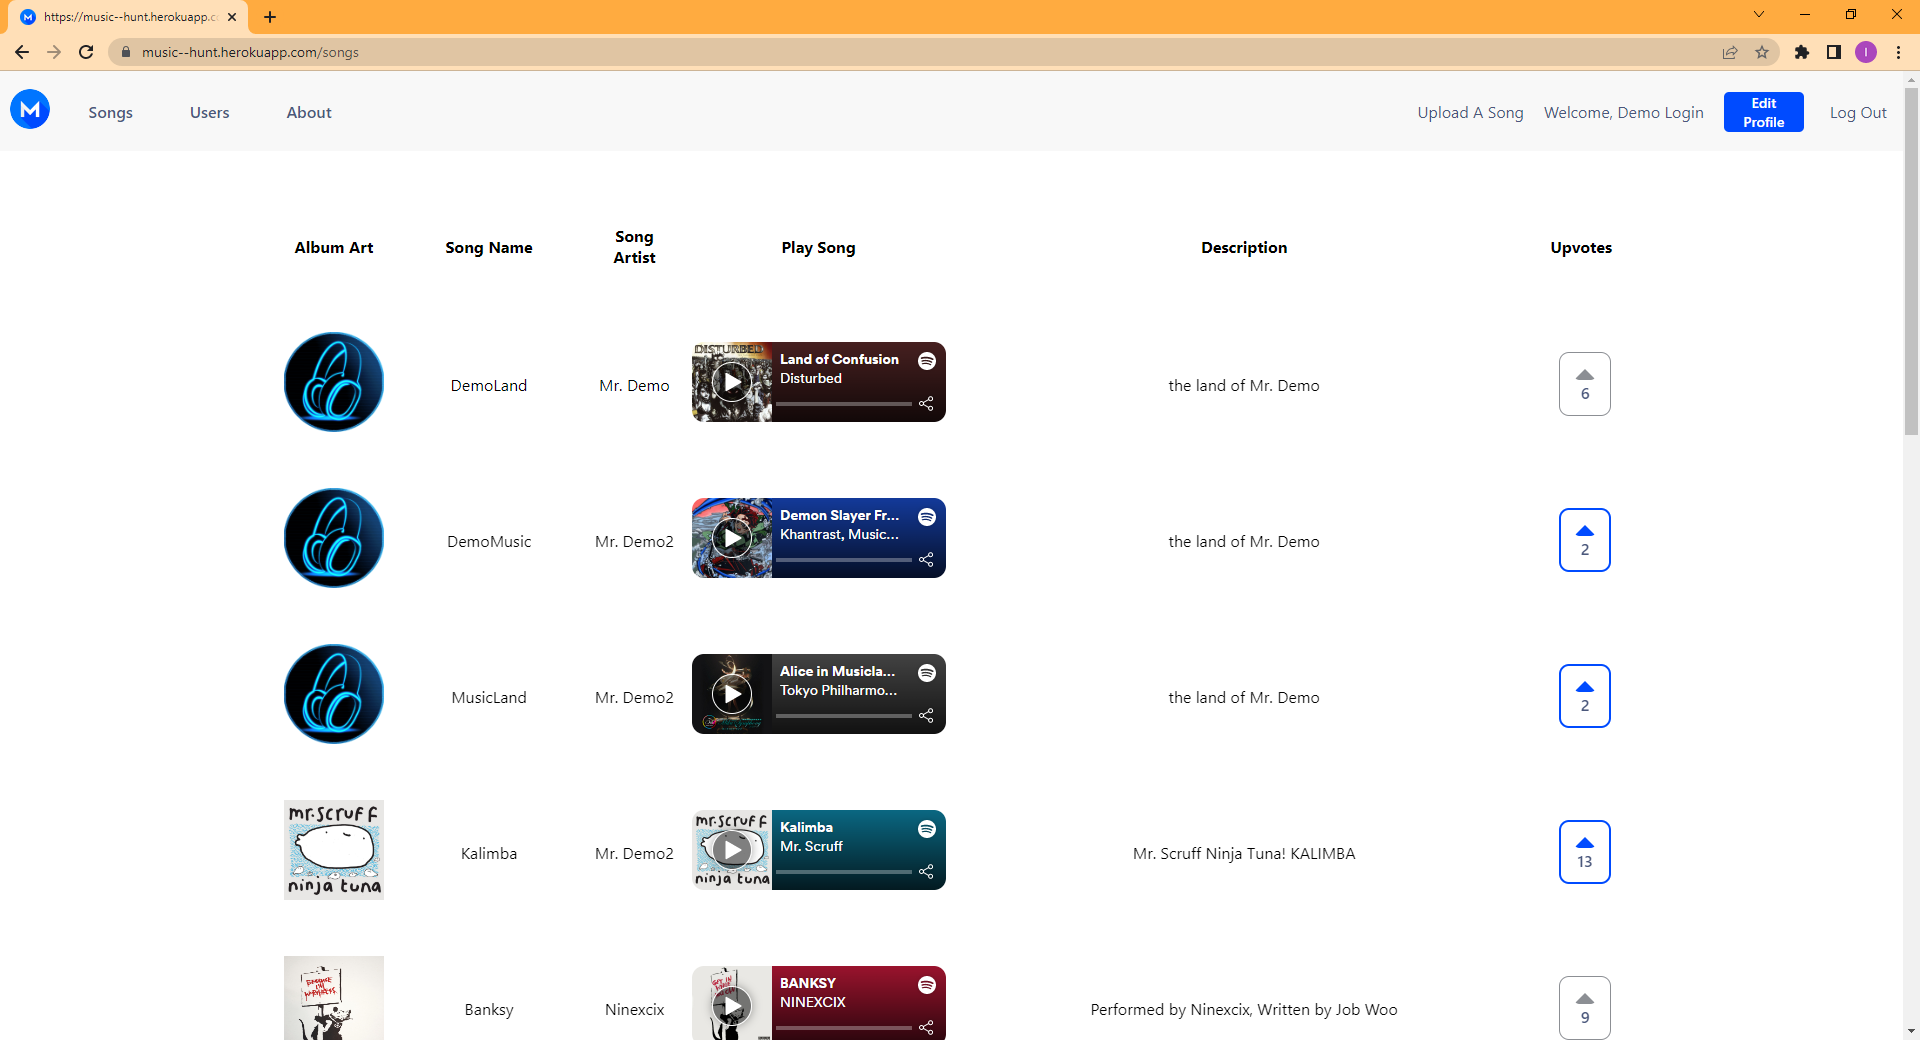 https://music--hunt.herokuapp.c
music--hunt.herokuapp.com/songs
I
M
Songs
Users
About
Upload A Song
Welcome, Demo Login
Edit
Profile
Log Out
Album Art
Song Name
Song
Artist
Play Song
Description
Upvotes
DemoLand
Mr. Demo
DISTURBED
Land of Confusion
Disturbed
the land of Mr. Demo
6
DemoMusic
Mr. Demo2
Demon Slayer Fr...
Khantrast, Music...
the land of Mr. Demo
2
MusicLand
Mr. Demo2
Alice in Musicla...
Tokyo Philharmo...
the land of Mr. Demo
2
mr.scruff
ninja tuna
Kalimba
Mr. Demo2
mr.scruff
ninja tuna
Kalimba
Mr. Scruff
Mr. Scruff Ninja Tuna! KALIMBA
13
Banksy
Ninexcix
BANKSY
NINEXCIX
Performed by Ninexcix, Written by Job Woo
9